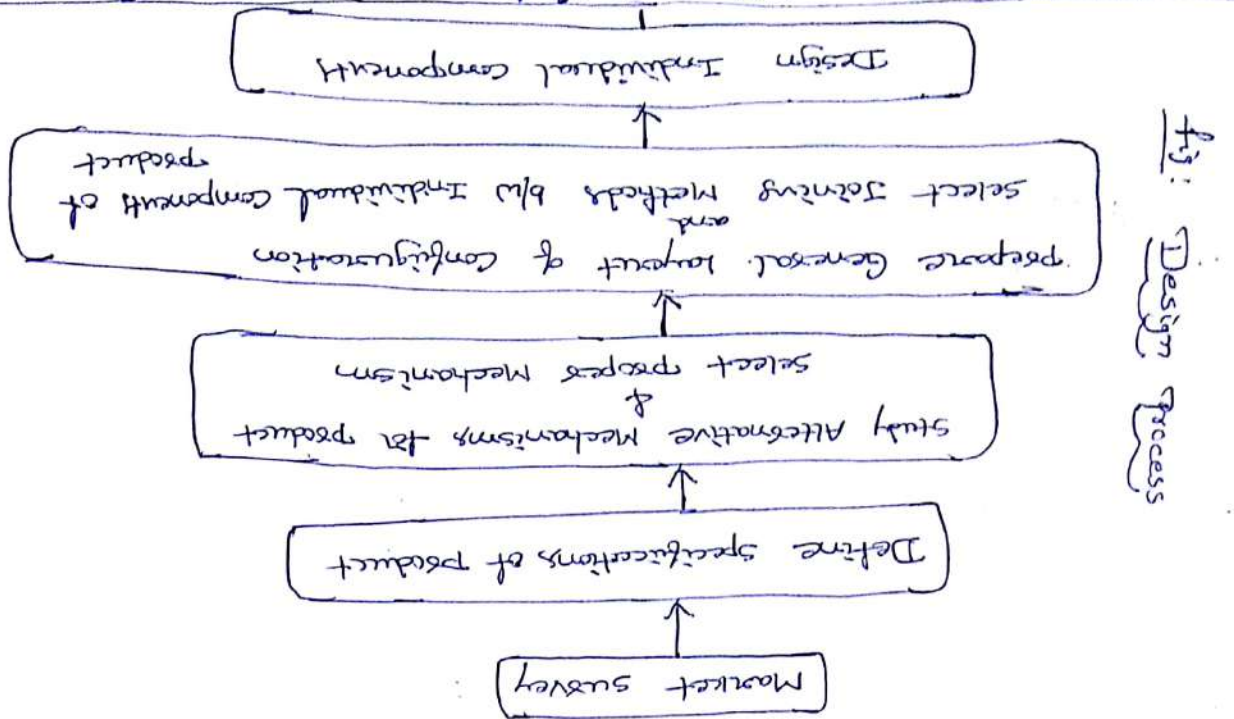 Market survey
Define specifications of product
Study Alternative Mechanisms for product
&
Select proper Mechanism
prepare General Layout of Configuration
and
Select Joining Methods b/w Individual Components of
product
Design Individual Components
fig: Design Process